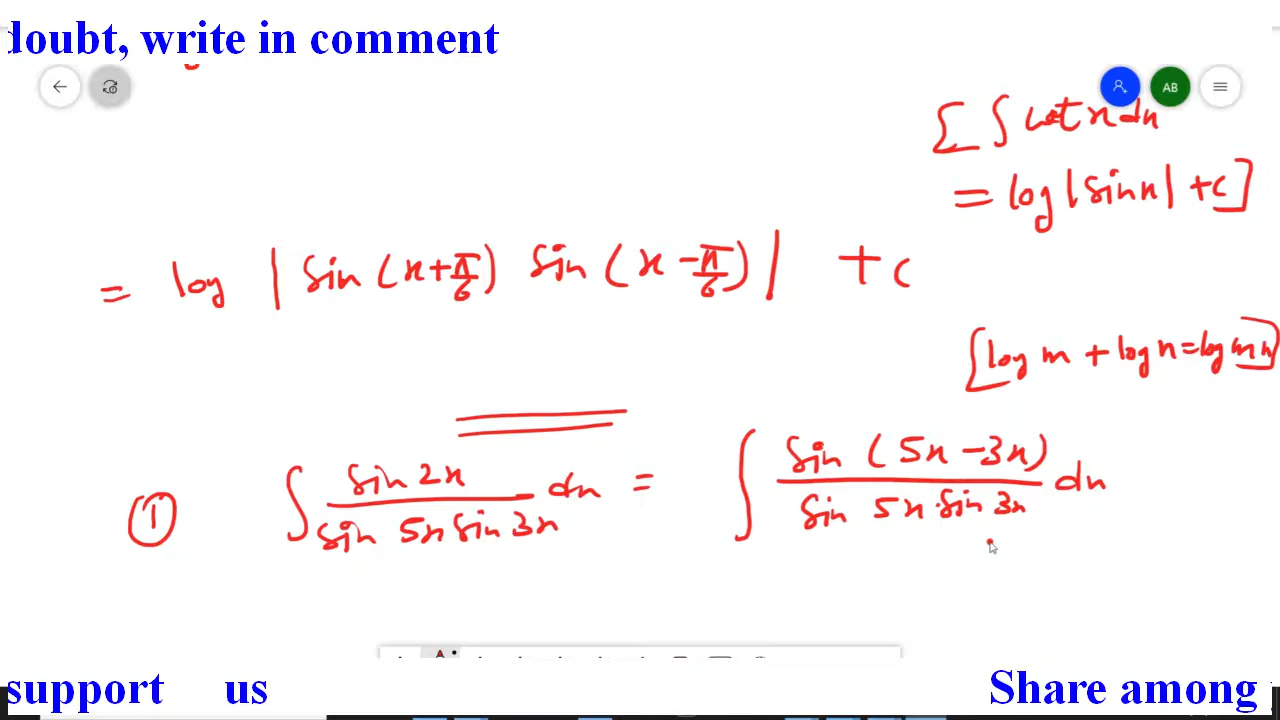 doubt, write in comment
AB
[ ∫ cot x dx
= log |sin x| + c ]
= log | sin (x + π/6) sin (x - π/6) | + c
[log m + log n = log mn]
① ∫ sin 2x / sin 5x sin 3x dx = ∫ sin (5x - 3x) / sin 5x · sin 3x dx
support us Share among